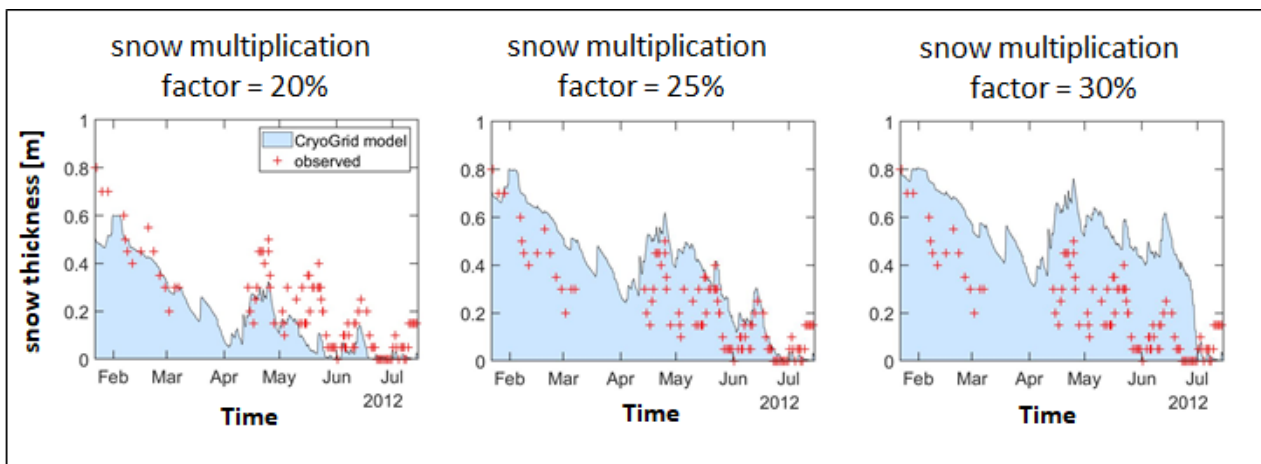 snow multiplication
factor = 20%
snow multiplication
factor = 25%
snow multiplication
factor = 30%
snow thickness [m]
1
0.8
0.6
0.4
0.2
0
CryoGrid model
observed
Feb Mar Apr May Jun Jul
2012
Time
1
0.8
0.6
0.4
0.2
0
Feb Mar Apr May Jun Jul
2012
Time
1
0.8
0.6
0.4
0.2
0
Feb Mar Apr May Jun Jul
2012
Time